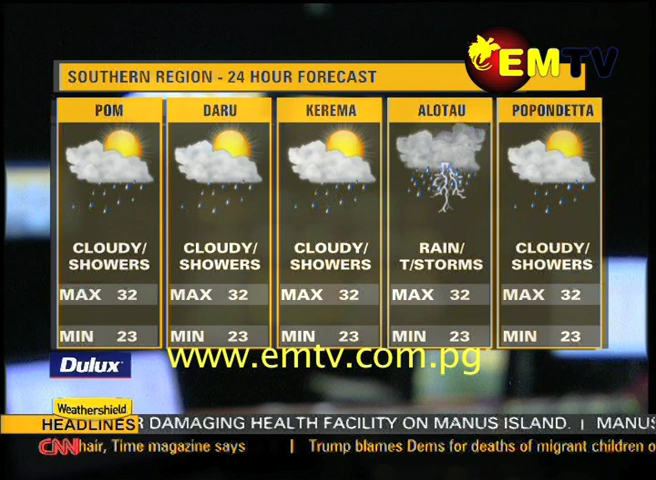 EMTV
SOUTHERN REGION - 24 HOUR FORECAST
POM
CLOUDY/
SHOWERS
MAX 32
MIN 23
DARU
CLOUDY/
SHOWERS
MAX 32
MIN 23
KEREMA
CLOUDY/
SHOWERS
MAX 32
MIN 23
ALOTAU
RAIN/
T/STORMS
MAX 32
MIN 23
POPONDETTA
CLOUDY/
SHOWERS
MAX 32
MIN 23
Dulux
www.emtv.com.pg
Weathershield
HEADLINES R DAMAGING HEALTH FACILITY ON MANUS ISLAND. | MANUS
CNN hair, Time magazine says | Trump blames Dems for deaths of migrant children o